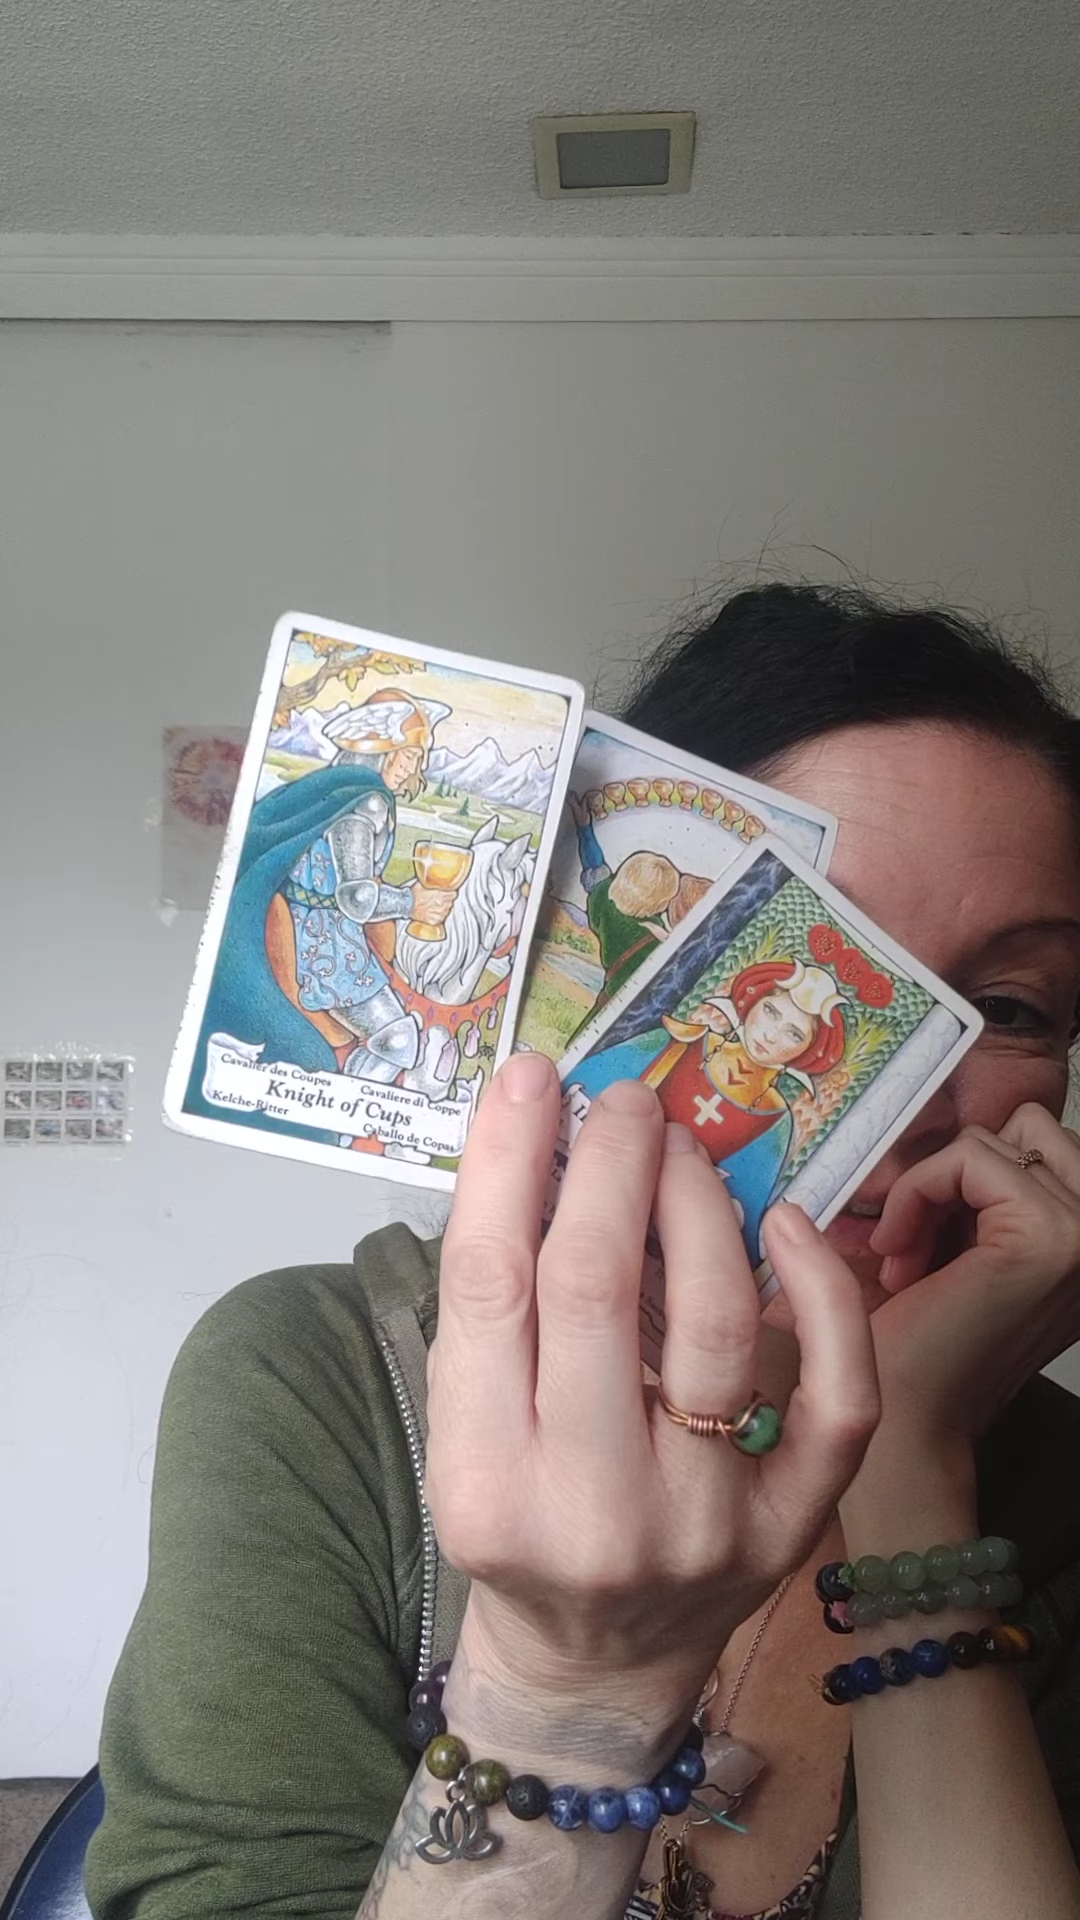 Cavalier des Coupes
Cavaliere di Coppe
Knight of Cups
Kelche-Ritter
Caballo de Copas